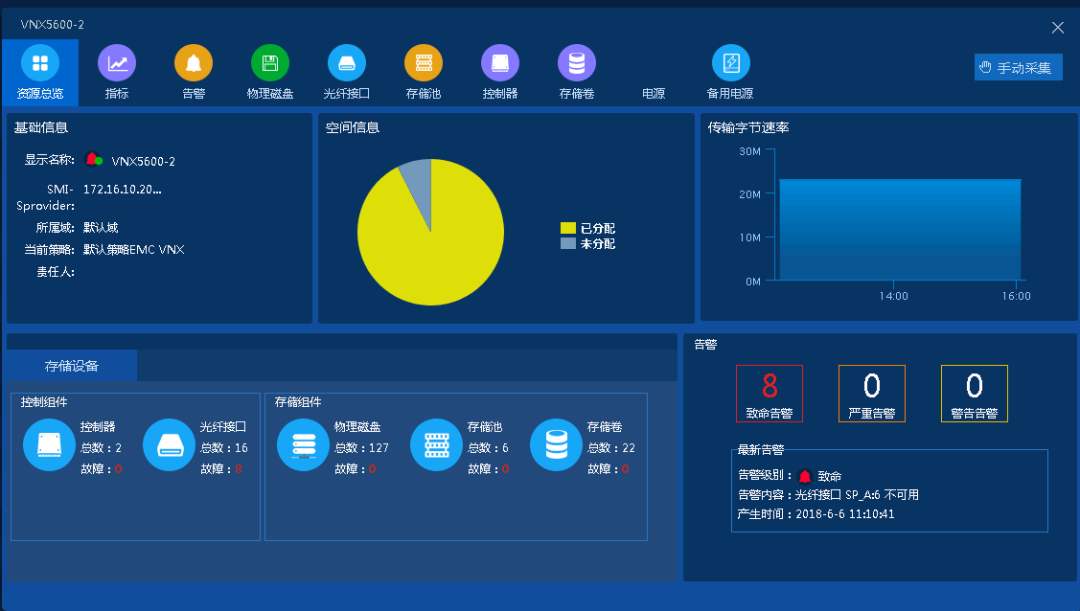 VNX5600-2
资源总览
指标
告警
物理磁盘
光纤接口
存储池
控制器
存储卷
电源
备用电源
手动采集
基础信息
显示名称: VNX5600-2
SMI- 172.16.10.20...
Sprovider:
所属域: 默认域
当前策略: 默认策略EMC VNX
责任人:
空间信息
已分配
未分配
传输字节速率
30M
20M
10M
0M
14:00
16:00
存储设备
控制组件
控制器
总数：2
故障：0
光纤接口
总数：16
故障：8
存储组件
物理磁盘
总数：127
故障：0
存储池
总数：6
故障：0
存储卷
总数：22
故障：0
告警
8
致命告警
0
严重告警
0
警告告警
最新告警
告警级别： 致命
告警内容：光纤接口 SP_A:6 不可用
产生时间：2018-6-6 11:10:41